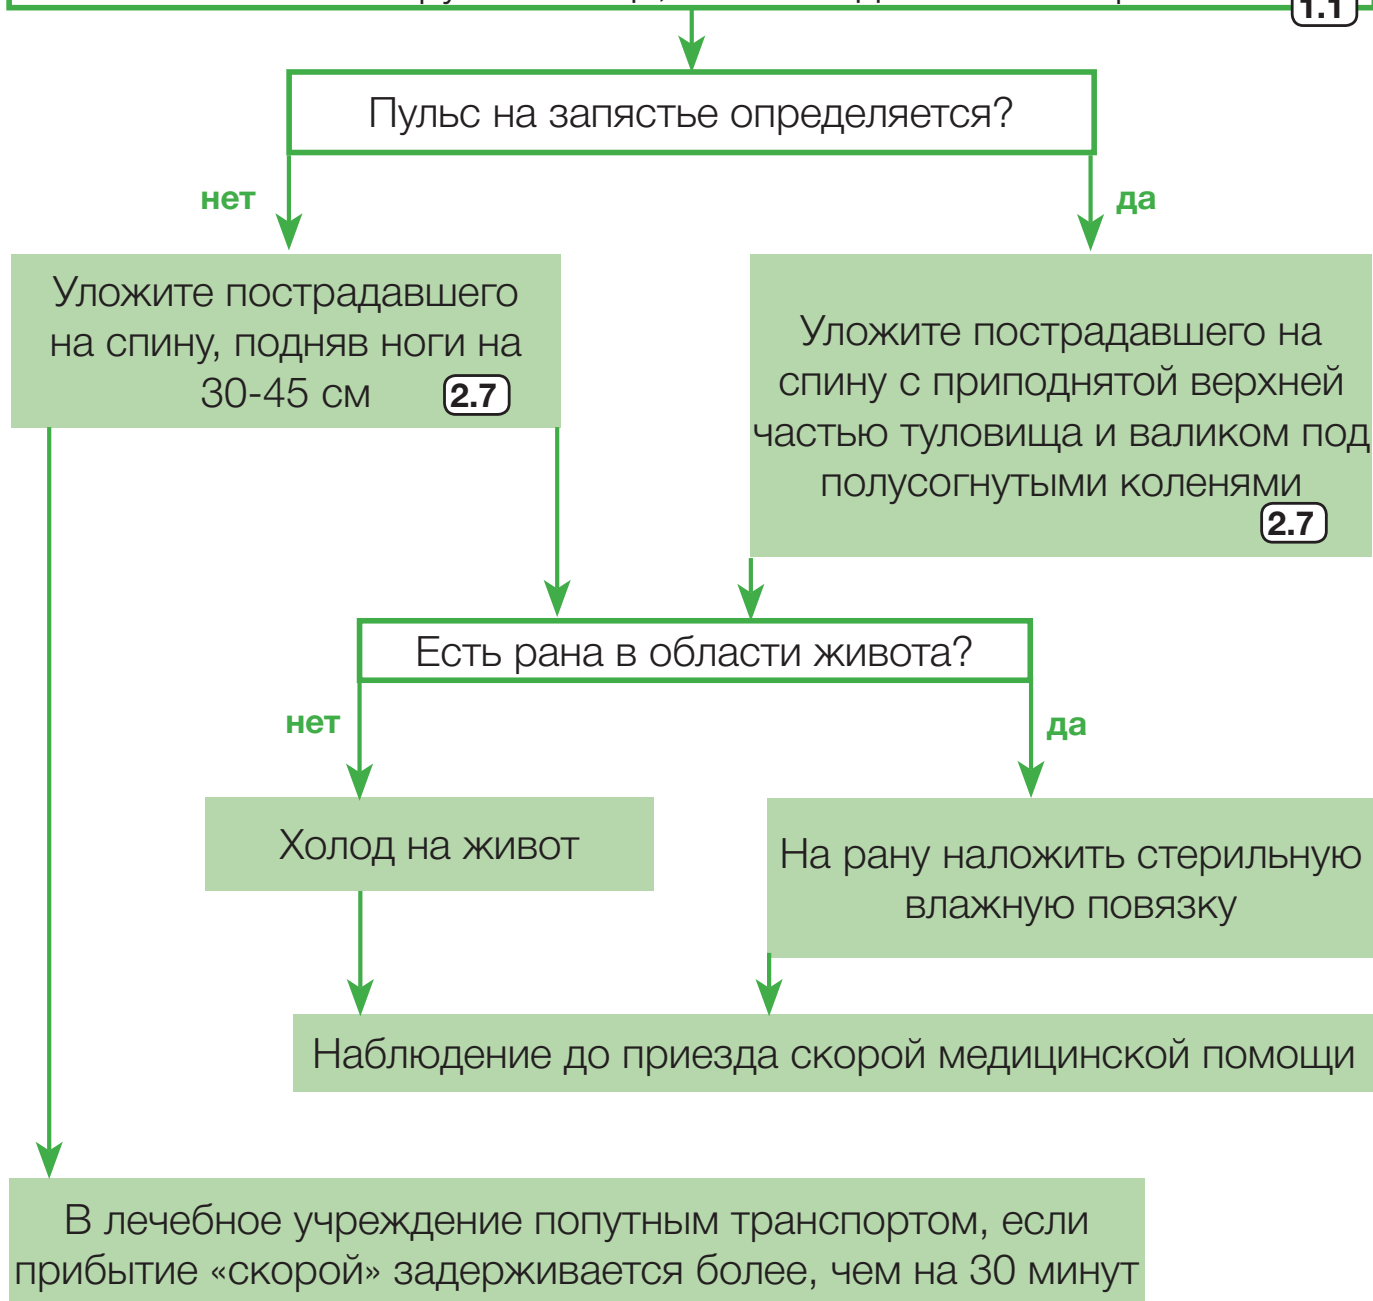 1.1
Пульс на запястье определяется?
нет
да
Уложите пострадавшего
на спину, подняв ноги на
30-45 см 2.7
Уложите пострадавшего на
спину с приподнятой верхней
частью туловища и валиком под
полусогнутыми коленями
2.7
Есть рана в области живота?
нет
да
Холод на живот
На рану наложить стерильную
влажную повязку
Наблюдение до приезда скорой медицинской помощи
В лечебное учреждение попутным транспортом, если
прибытие «скорой» задерживается более, чем на 30 минут